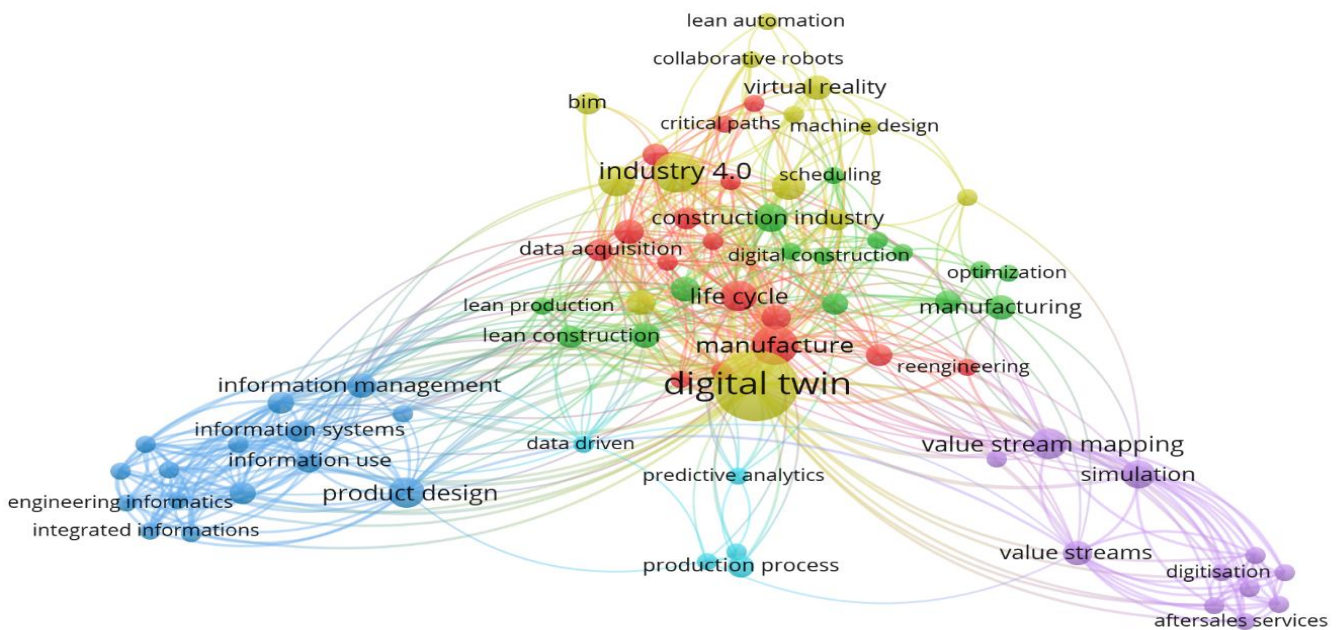 lean automation
collaborative robots
virtual reality
bim
critical paths
machine design
industry 4.0
scheduling
construction industry
data acquisition
digital construction
optimization
lean production
life cycle
manufacturing
lean construction
manufacture
reengineering
digital twin
information management
information systems
data driven
value stream mapping
information use
predictive analytics
simulation
engineering informatics
product design
integrated informations
production process
value streams
digitisation
aftersales services